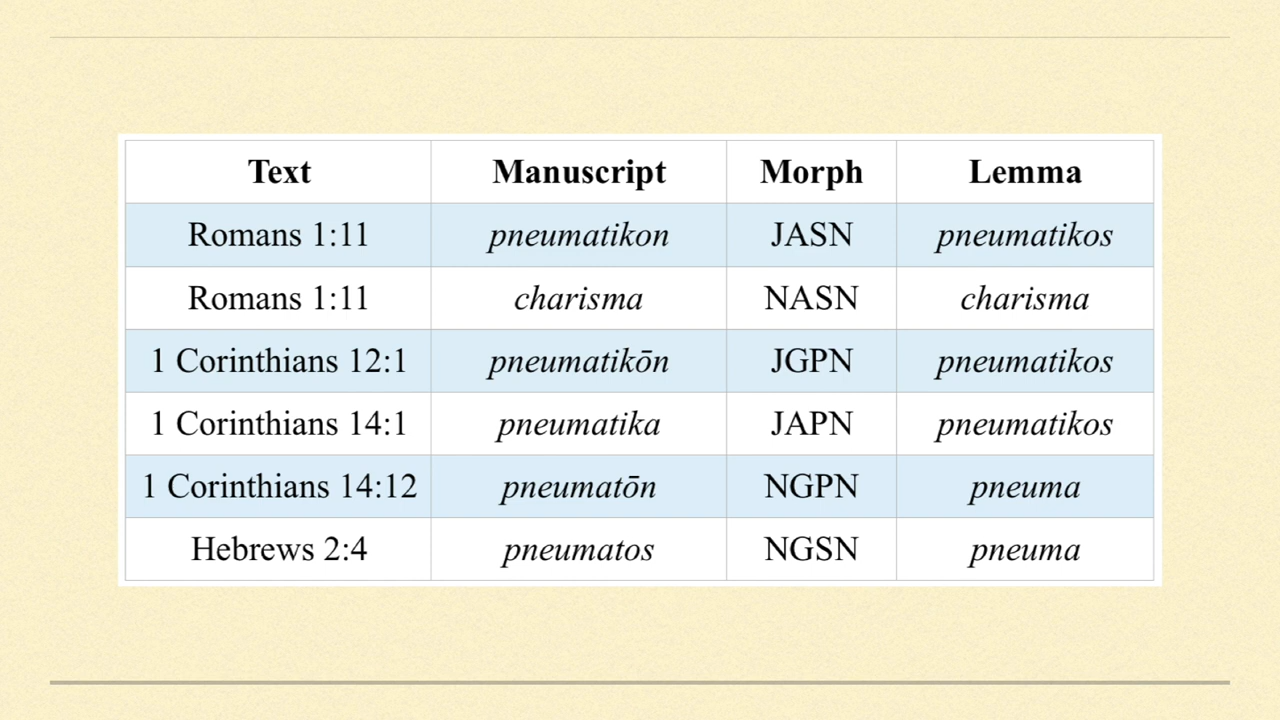 Text Manuscript Morph Lemma
Romans 1:11 pneumatikon JASN pneumatikos
Romans 1:11 charisma NASN charisma
1 Corinthians 12:1 pneumatikōn JGPN pneumatikos
1 Corinthians 14:1 pneumatika JAPN pneumatikos
1 Corinthians 14:12 pneumatōn NGPN pneuma
Hebrews 2:4 pneumatos NGSN pneuma